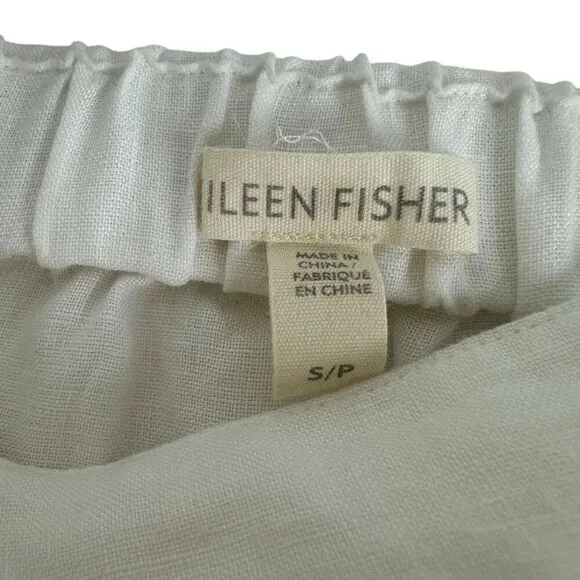 ILEEN FISHER
MADE IN
CHINA /
FABRIQUÉ
EN CHINE
S/P